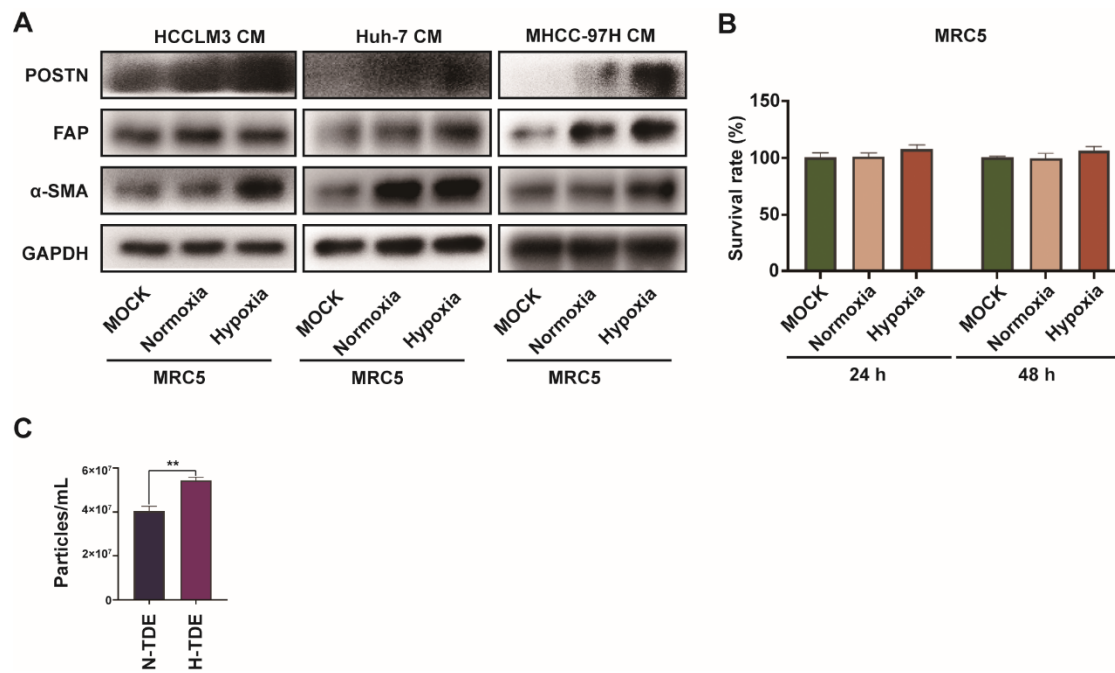 A
HCCLM3 CM Huh-7 CM MHCC-97H CM
POSTN
FAP
α-SMA
GAPDH
MOCK Normoxia Hypoxia MOCK Normoxia Hypoxia MOCK Normoxia Hypoxia
MRC5 MRC5 MRC5
B
MRC5
Survival rate (%)
150
100
50
0
MOCK Normoxia Hypoxia MOCK Normoxia Hypoxia
24 h 48 h
C
Particles/mL
6×10⁷
4×10⁷
2×10⁷
0
**
N-TDE H-TDE